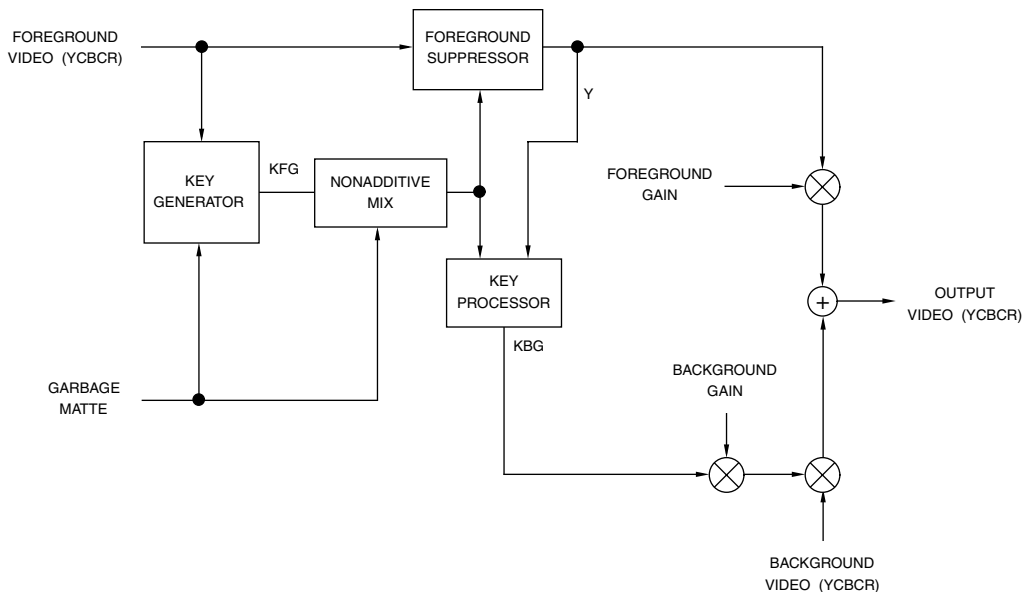 FOREGROUND
VIDEO (YCBCR)
FOREGROUND
SUPPRESSOR
Y
KEY
GENERATOR
KFG
NONADDITIVE
MIX
FOREGROUND
GAIN
KEY
PROCESSOR
+
OUTPUT
VIDEO (YCBCR)
KBG
GARBAGE
MATTE
BACKGROUND
GAIN
BACKGROUND
VIDEO (YCBCR)